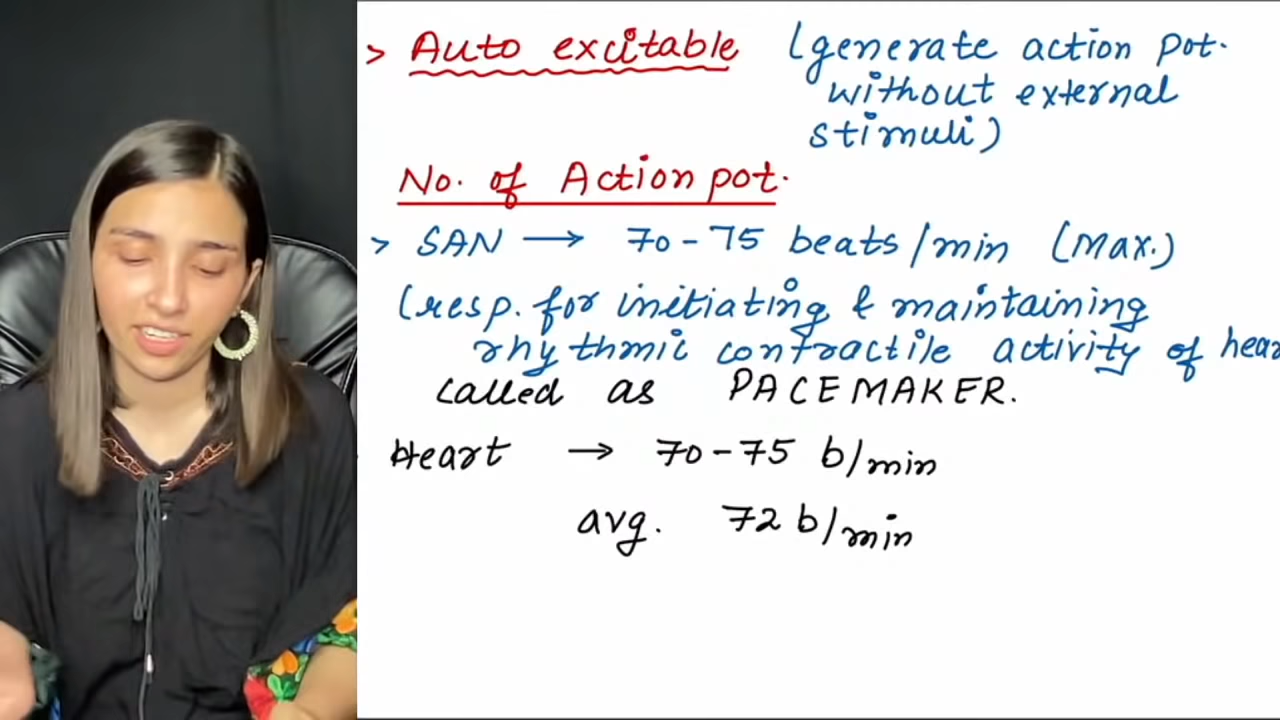 > Auto excitable (generate action pot.
without external
stimuli)
No. of Action pot.
> SAN → 70-75 beats/min (Max.)
(resp. for initiating & maintaining
rhythmic contractile activity of hear
called as PACEMAKER.
Heart → 70-75 b/min
avg. 72 b/min